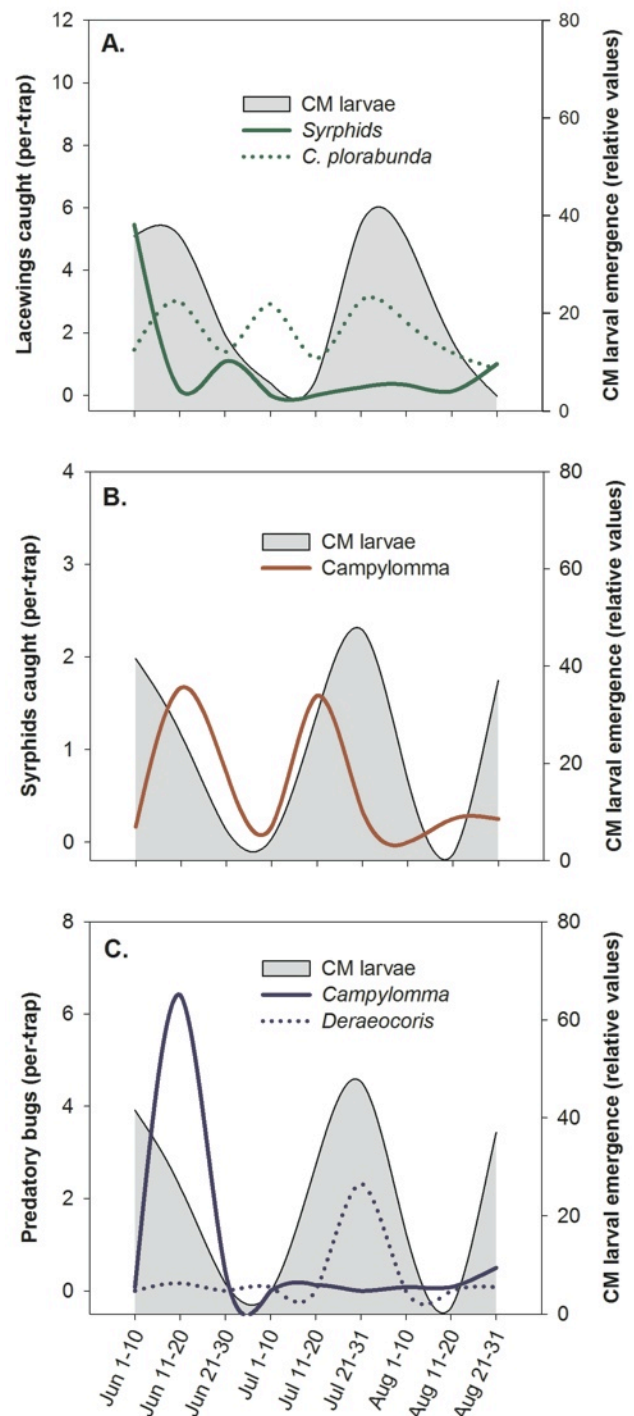 A.
Lacewings caught (per-trap)
12
10
8
6
4
2
0
CM larvae
Syrphids
C. plorabunda
80
60
40
20
0
CM larval emergence (relative values)
B.
Syrphids caught (per-trap)
4
3
2
1
0
CM larvae
Campylomma
80
60
40
20
0
CM larval emergence (relative values)
C.
Predatory bugs (per-trap)
8
6
4
2
0
CM larvae
Campylomma
Deraeocoris
80
60
40
20
0
CM larval emergence (relative values)
Jun 1-10
Jun 11-20
Jun 21-30
Jul 1-10
Jul 11-20
Jul 21-31
Aug 1-10
Aug 11-20
Aug 21-31